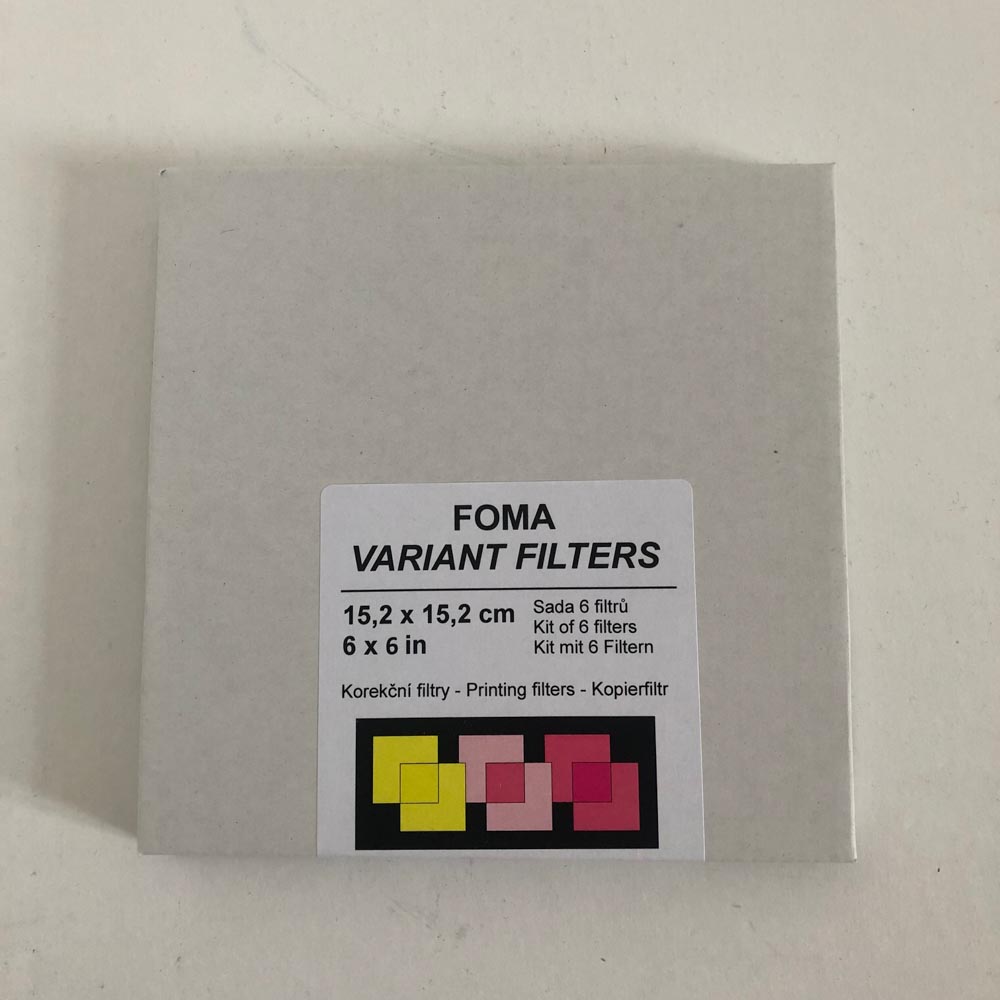 FOMA
VARIANT FILTERS
15,2 x 15,2 cm
6 x 6 in
Sada 6 filtrů
Kit of 6 filters
Kit mit 6 Filtern
Korekční filtry - Printing filters - Kopierfiltr